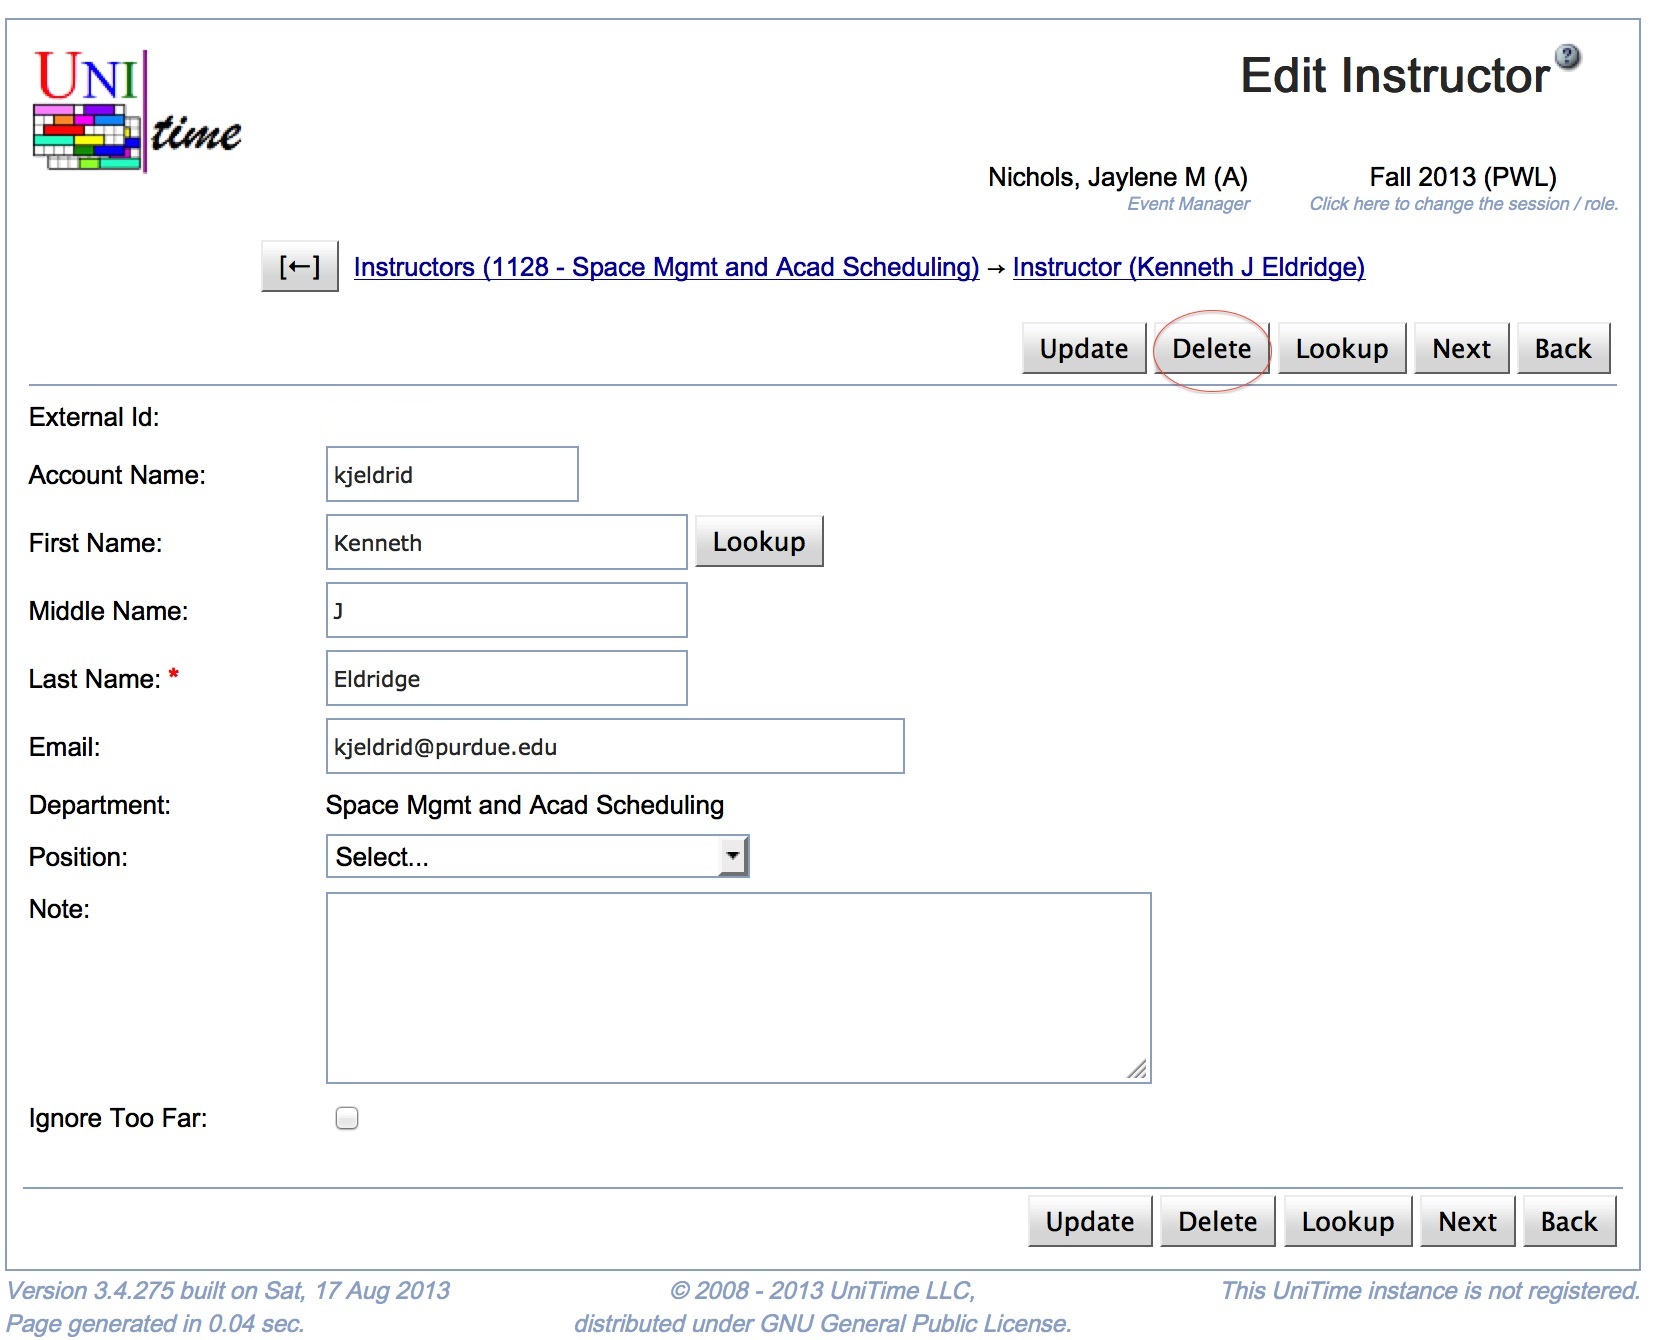 UNI
time
Edit Instructor
?
Nichols, Jaylene M (A) Fall 2013 (PWL)
Event Manager Click here to change the session / role.
[←] Instructors (1128 - Space Mgmt and Acad Scheduling) → Instructor (Kenneth J Eldridge)
Update Delete Lookup Next Back
External Id:
Account Name: kjeldrid
First Name: Kenneth Lookup
Middle Name: J
Last Name: * Eldridge
Email: kjeldrid@purdue.edu
Department: Space Mgmt and Acad Scheduling
Position: Select...
Note:
Ignore Too Far:
Update Delete Lookup Next Back
Version 3.4.275 built on Sat, 17 Aug 2013 © 2008 - 2013 UniTime LLC, This UniTime instance is not registered.
Page generated in 0.04 sec. distributed under GNU General Public License.